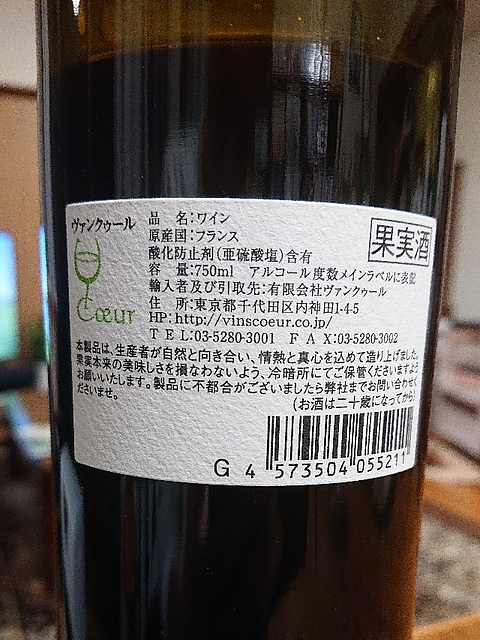 ヴァンクゥール
Cœur
品 名:ワイン
原産国:フランス
酸化防止剤(亜硫酸塩)含有
容 量:750ml アルコール度数メインラベルに表記
輸入者及び引取先:有限会社ヴァンクゥール
住 所:東京都千代田区内神田1-4-5
HP:http://vinscoeur.co.jp/
TEL:03-5280-3001 FAX:03-5280-3002
果実酒
本製品は、生産者が自然と向き合い、情熱と真心を込めて造り上げました。
果実本来の美味しさを損なわないよう、冷暗所にてご保管くださいますよう
お願いいたします。製品に不都合がございましたら弊社までお問い合わせく
ださいませ。
(お酒は二十歳になってから)
G 4 573504 055211